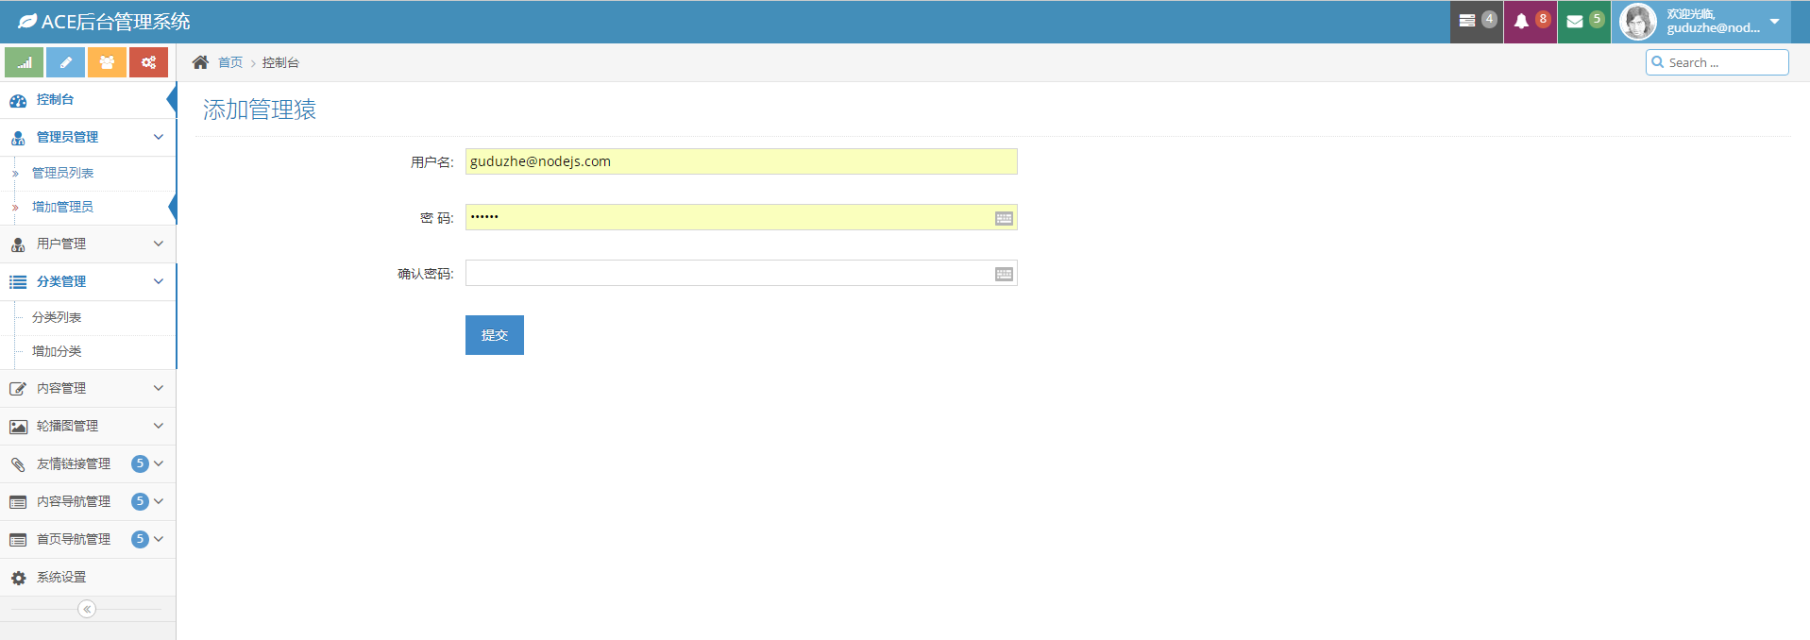 ACE后台管理系统
4
8
5
欢迎光临,
guduzhe@nod...
首页
控制台
Search ...
控制台
管理员管理
管理员列表
增加管理员
用户管理
分类管理
分类列表
增加分类
内容管理
轮播图管理
友情链接管理 5
内容导航管理 5
首页导航管理 5
系统设置
添加管理猿
用户名: guduzhe@nodejs.com
密 码: ••••••
确认密码:
提交